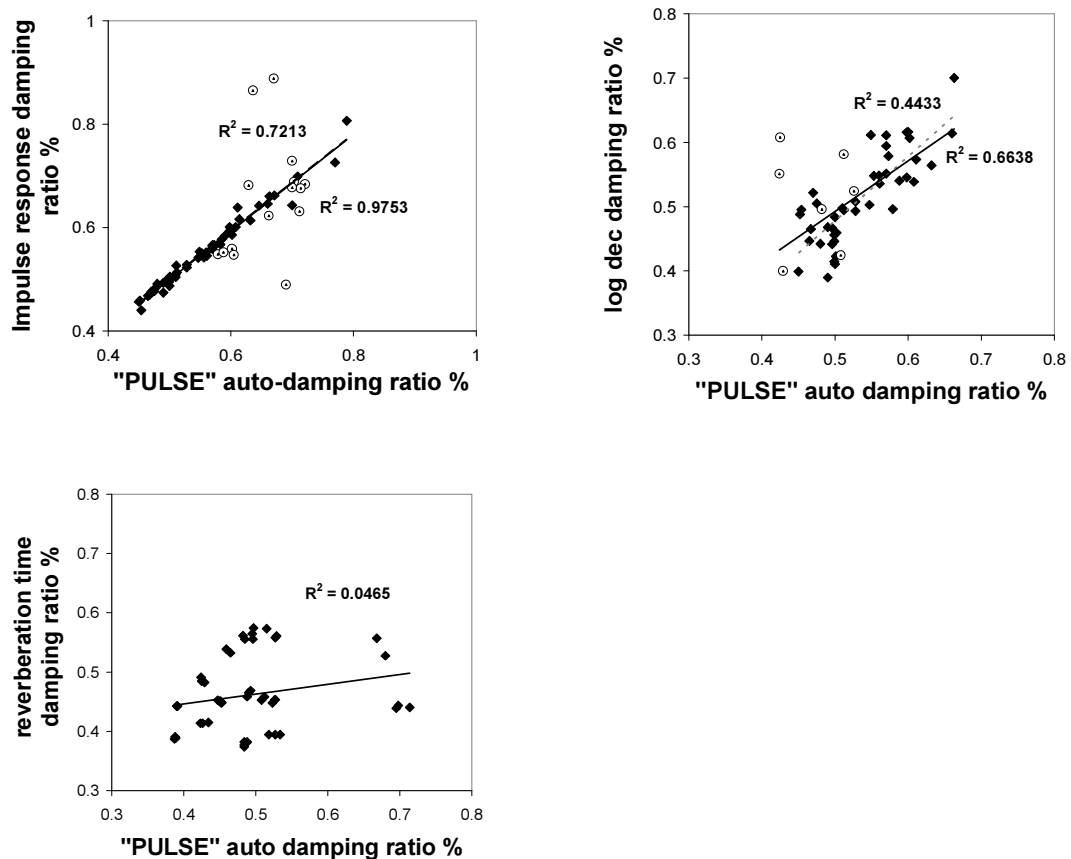 Impulse response damping
ratio %
1
0.8
0.6
0.4
R² = 0.7213
R² = 0.9753
0.4 0.6 0.8 1
"PULSE" auto-damping ratio %
log dec damping ratio %
0.8
0.7
0.6
0.5
0.4
0.3
R² = 0.4433
R² = 0.6638
0.3 0.4 0.5 0.6 0.7 0.8
"PULSE" auto damping ratio %
reverberation time
damping ratio %
0.8
0.7
0.6
0.5
0.4
0.3
R² = 0.0465
0.3 0.4 0.5 0.6 0.7 0.8
"PULSE" auto damping ratio %